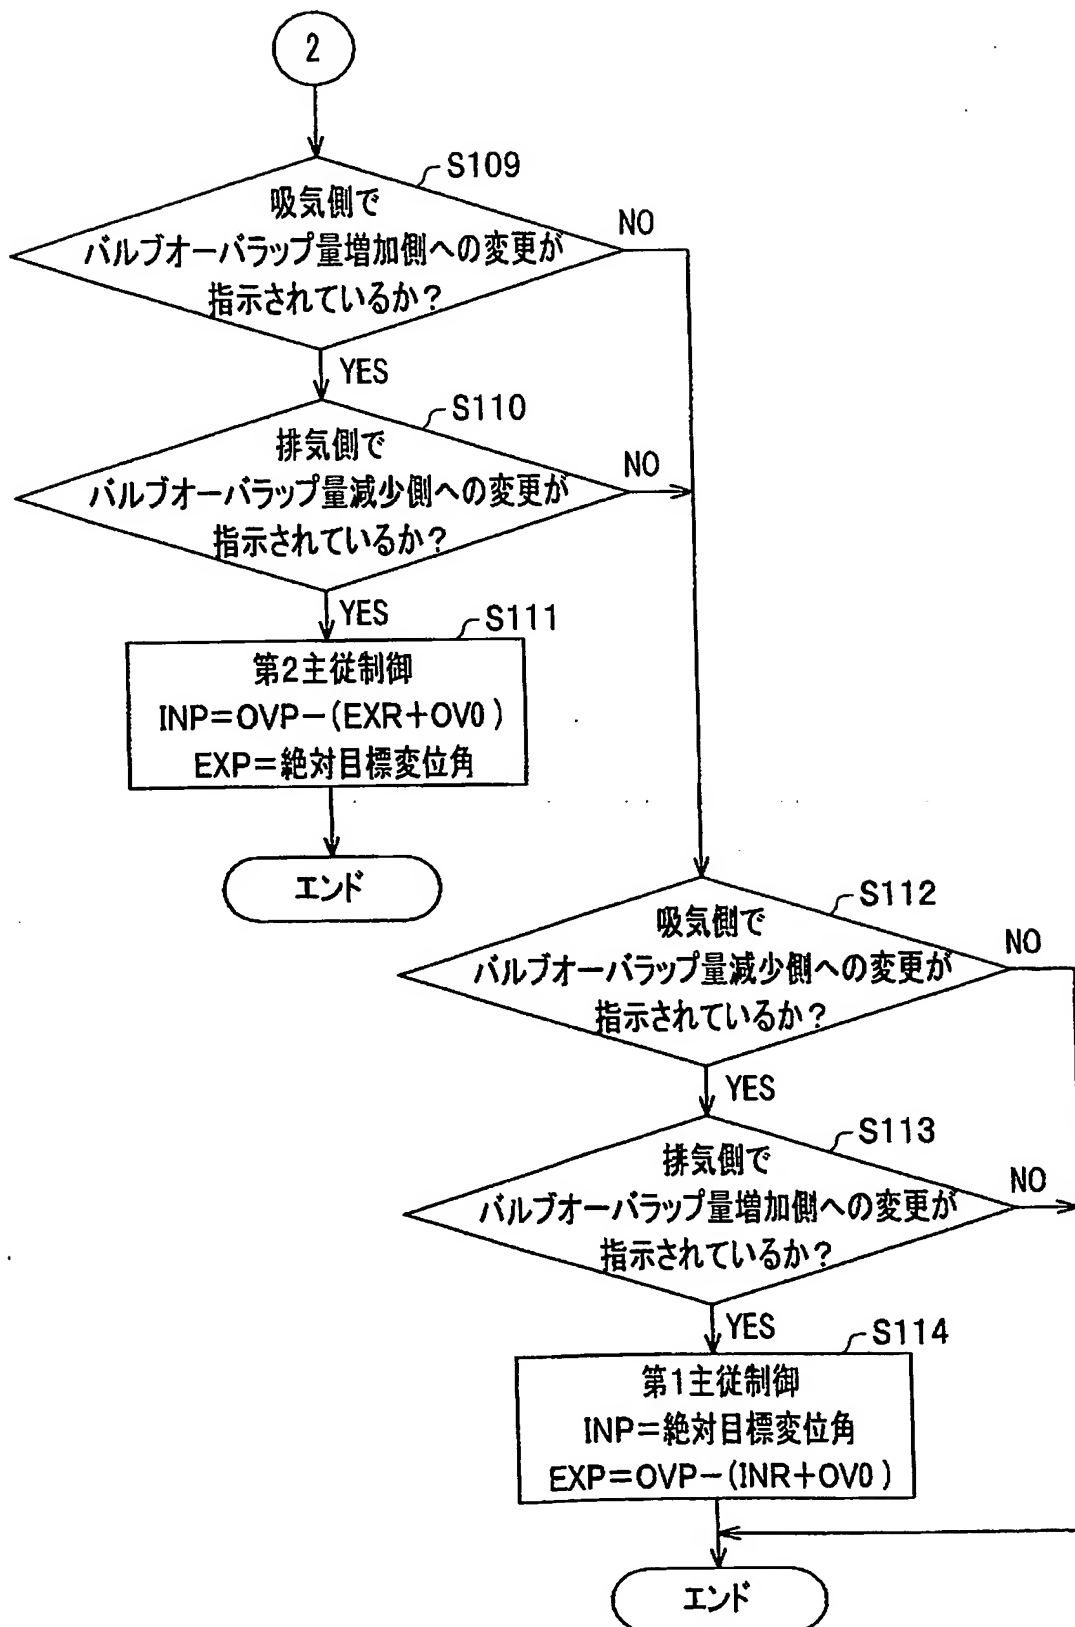 2
S109
吸気側で
バルブオーバラップ量増加側への変更が
指示されているか?
NO
YES
S110
排気側で
バルブオーバラップ量減少側への変更が
指示されているか?
NO
YES
S111
第2主従制御
INP=OVP−(EXR+OV0)
EXP=絶対目標変位角
エンド
S112
吸気側で
バルブオーバラップ量減少側への変更が
指示されているか?
NO
YES
S113
排気側で
バルブオーバラップ量増加側への変更が
指示されているか?
NO
YES
S114
第1主従制御
INP=絶対目標変位角
EXP=OVP−(INR+OV0)
エンド